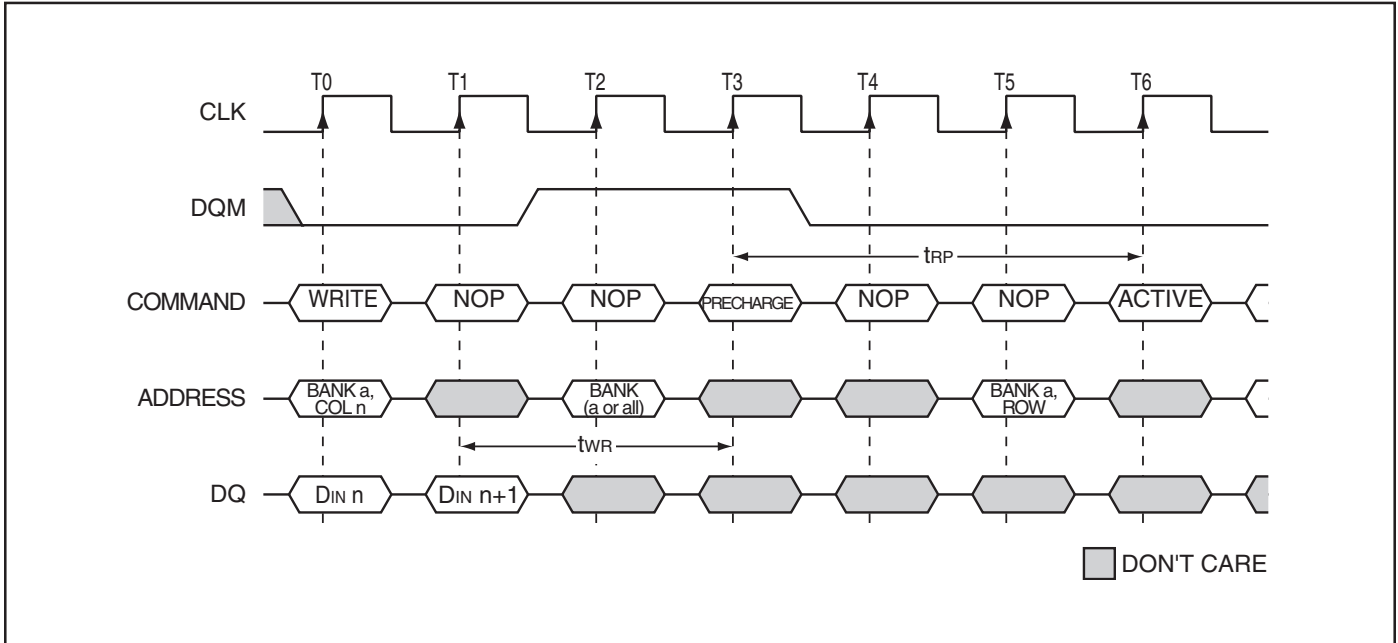 T0 T1 T2 T3 T4 T5 T6
CLK
DQM
tRP
COMMAND WRITE NOP NOP PRECHARGE NOP NOP ACTIVE
ADDRESS BANK a, COL n BANK (a or all) BANK a, ROW
tWR
DQ DIN n DIN n+1
DON'T CARE